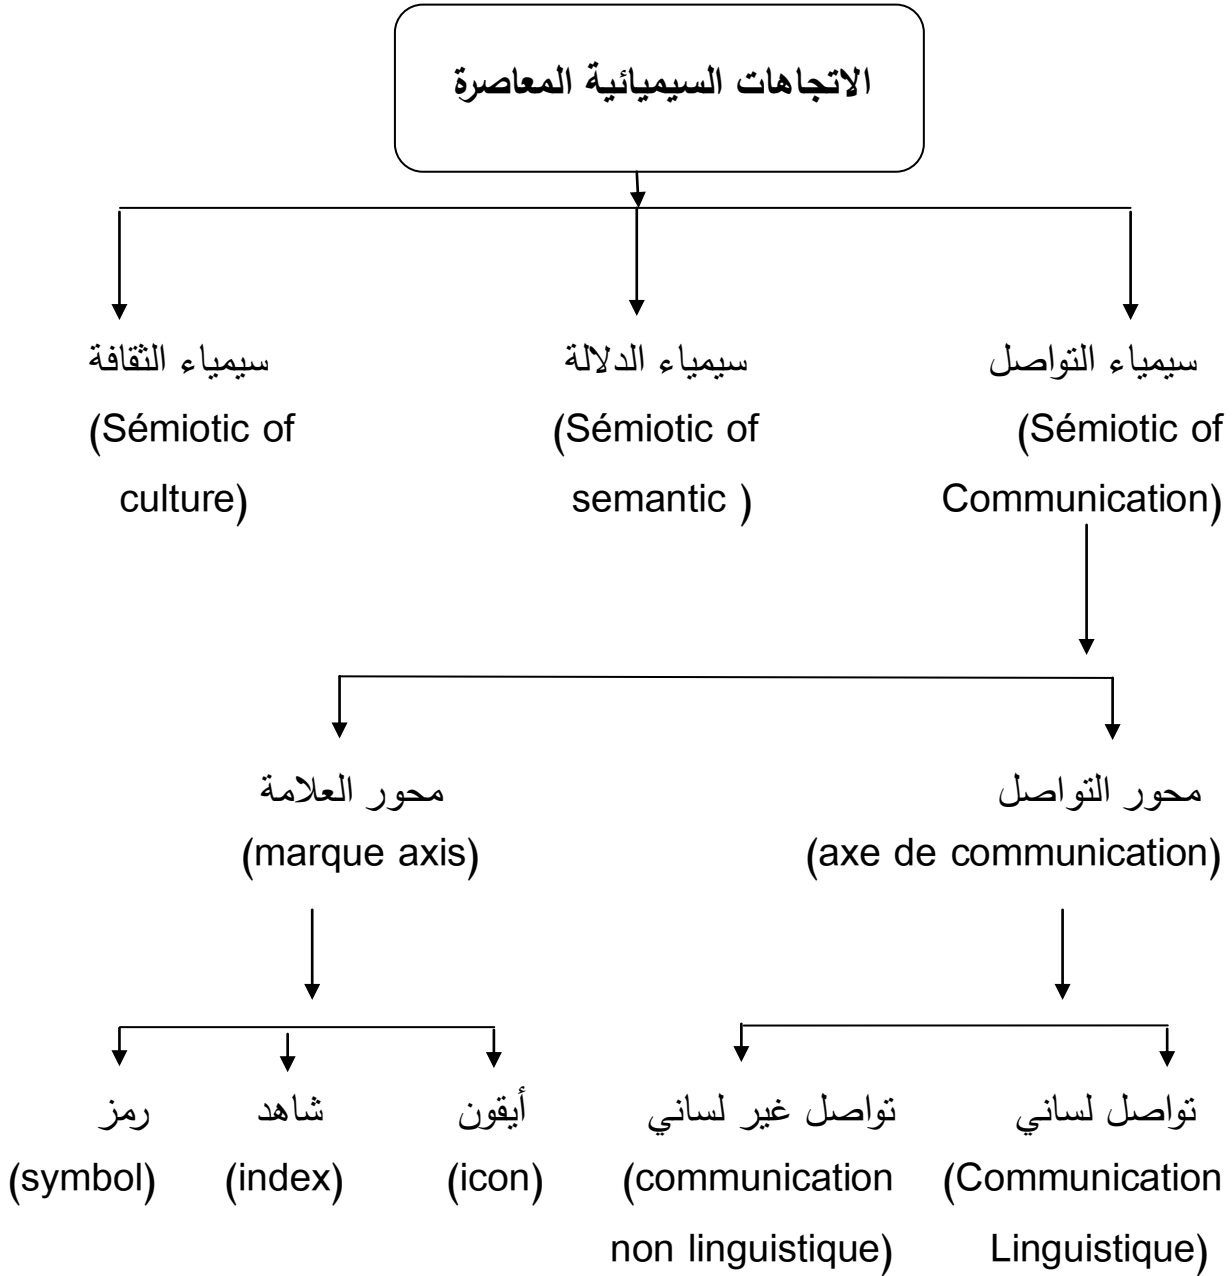 الاتجاهات السيميائية المعاصرة
سيمياء التواصل
(Sémiotic of
Communication)
سيمياء الدلالة
(Sémiotic of
semantic )
سيمياء الثقافة
(Sémiotic of
culture)
محور التواصل
(axe de communication)
محور العلامة
(marque axis)
تواصل لساني
(Communication
Linguistique)
تواصل غير لساني
(communication
non linguistique)
أيقون
(icon)
شاهد
(index)
رمز
(symbol)